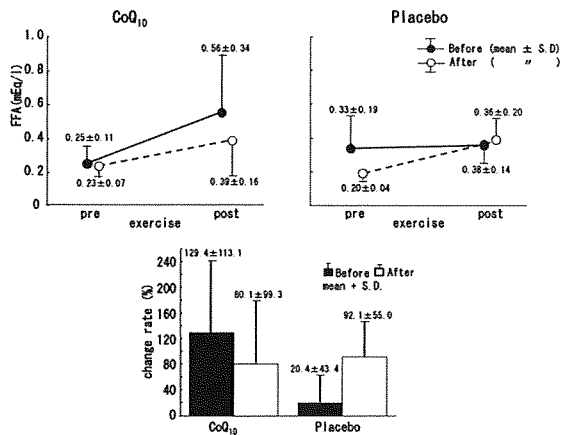 CoQ10
Placebo
FFA(mEq/l)
1.0
0.8
0.6
0.4
0.2
0
0.56±0.34
0.25±0.11
0.23±0.07
0.39±0.16
pre
post
exercise
Before (mean ± S.D)
After ( 〃 )
0.33±0.19
0.36±0.20
0.20±0.04
0.38±0.14
pre
post
exercise
change rate (%)
240
200
160
120
80
40
0
129.4±113.1
80.1±99.3
Before After
mean + S.D.
20.4±43.4
92.1±55.0
CoQ10
Placebo